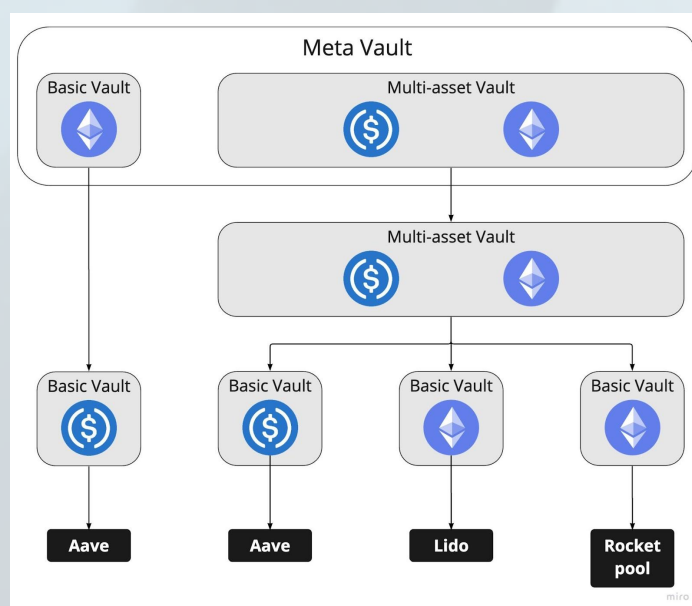 Meta Vault
Basic Vault
Multi-asset Vault
Multi-asset Vault
Basic Vault
Basic Vault
Basic Vault
Basic Vault
Aave
Aave
Lido
Rocket
pool
miro